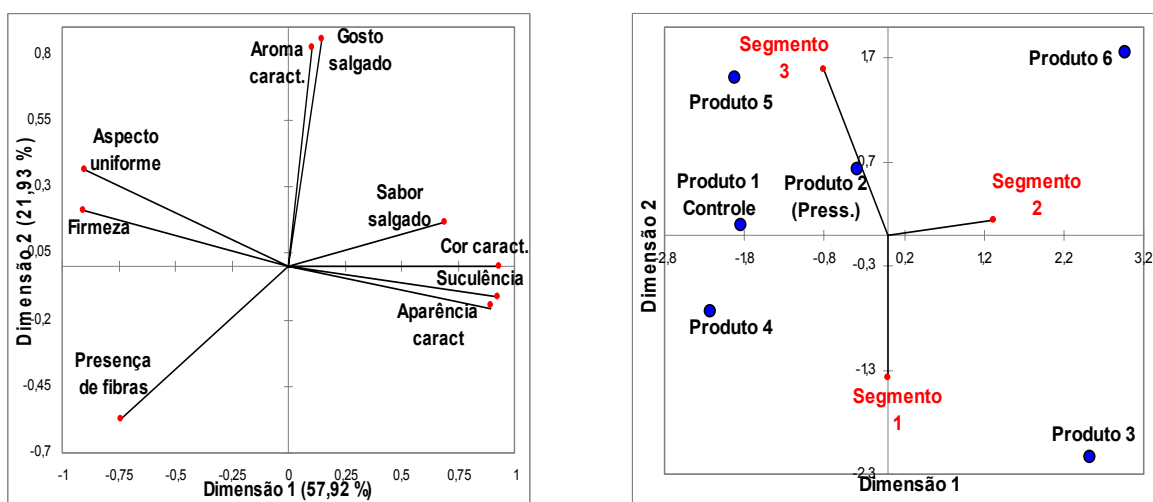 0,8
0,55
0,3
0,05
-0,2
-0,45
-0,7
-1
-0,75
-0,5
-0,25
0
0,25
0,5
0,75
1
Dimensão 2 (21,93 %)
Dimensão 1 (57,92 %)
Aroma
caract.
Gosto
salgado
Aspecto
uniforme
Firmeza
Sabor
salgado
Cor caract.
Suculência
Aparência
caract
Presença
de fibras
1,7
0,7
-0,3
-1,3
-2,3
-2,8
-1,8
-0,8
0,2
1,2
2,2
3,2
Dimensão 2
Dimensão 1
Segmento
3
Produto 6
Produto 5
Produto 1
Controle
Produto 2
(Press.)
Segmento
2
Produto 4
Segmento
1
Produto 3